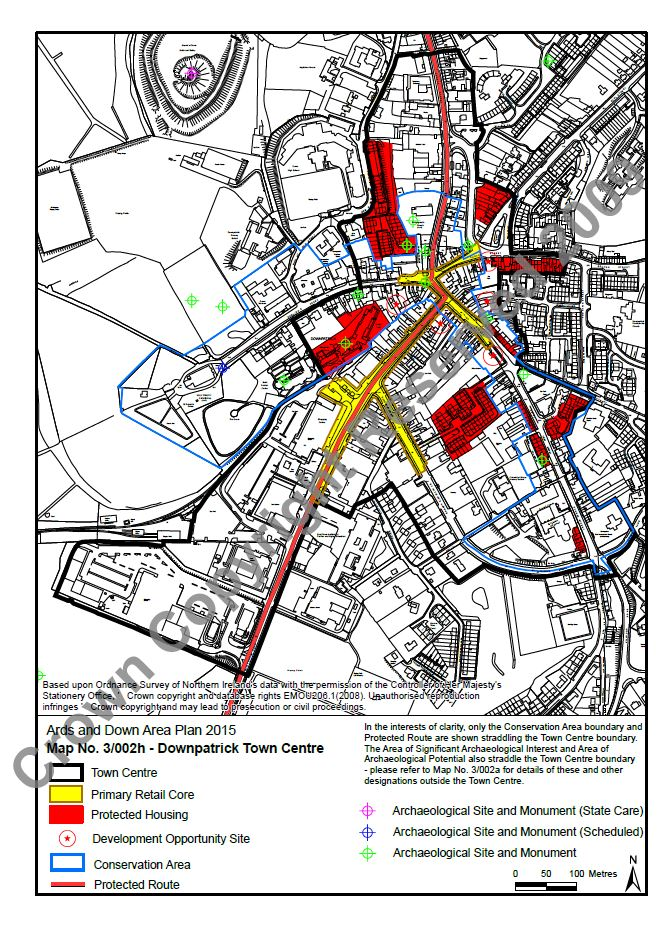 DOWNPATRICK
Crown Copyright Reserved 2009
Based upon Ordnance Survey of Northern Ireland's data with the permission of the Controller of Her Majesty's
Stationery Office, © Crown copyright and database rights EMOU206.1(2008). Unauthorised reproduction
infringes © Crown copyright and may lead to prosecution or civil proceedings.
Ards and Down Area Plan 2015
Map No. 3/002h - Downpatrick Town Centre
Town Centre
Primary Retail Core
Protected Housing
Development Opportunity Site
Conservation Area
Protected Route
In the interests of clarity, only the Conservation Area boundary and
Protected Route are shown straddling the Town Centre boundary.
The Area of Significant Archaeological Interest and Area of
Archaeological Potential also straddle the Town Centre boundary
- please refer to Map No. 3/002a for details of these and other
designations outside the Town Centre.
Archaeological Site and Monument (State Care)
Archaeological Site and Monument (Scheduled)
Archaeological Site and Monument
0 50 100 Metres
N